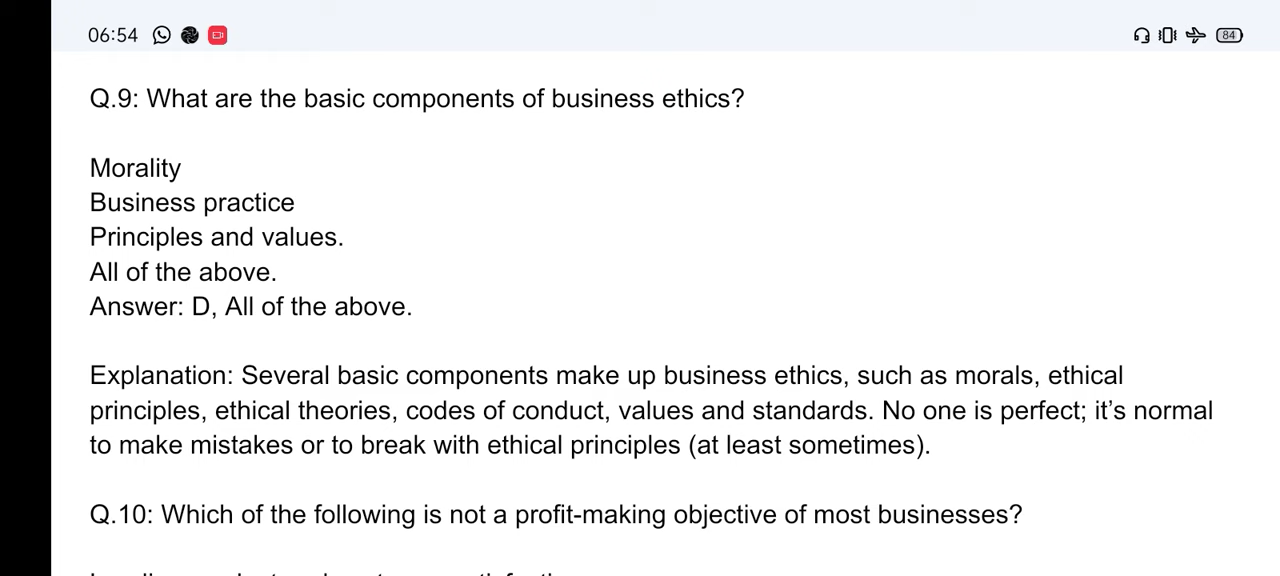 06:54
84
Q.9: What are the basic components of business ethics?
Morality
Business practice
Principles and values.
All of the above.
Answer: D, All of the above.
Explanation: Several basic components make up business ethics, such as morals, ethical
principles, ethical theories, codes of conduct, values and standards. No one is perfect; it’s normal
to make mistakes or to break with ethical principles (at least sometimes).
Q.10: Which of the following is not a profit-making objective of most businesses?